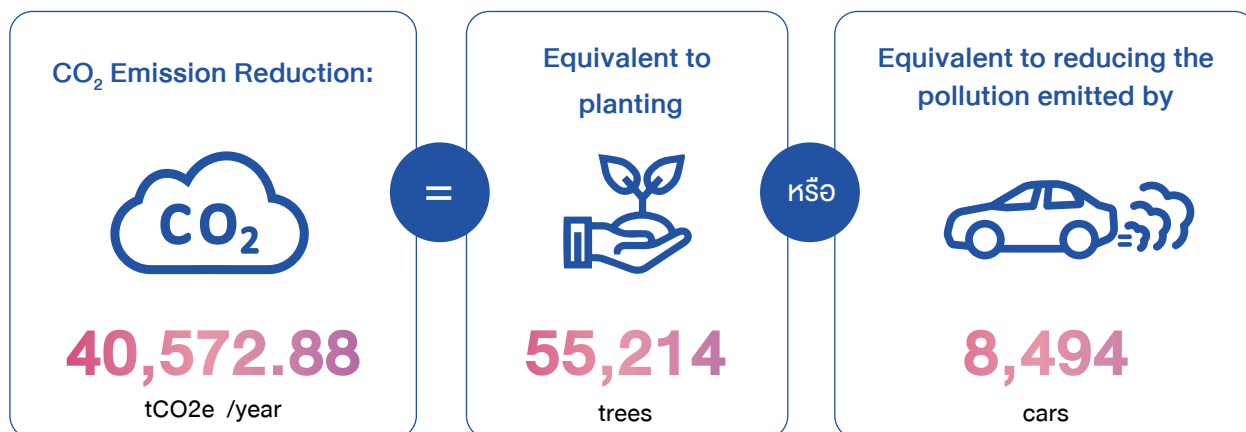 CO₂ Emission Reduction:
CO₂
40,572.88
tCO2e /year
=
Equivalent to
planting
55,214
trees
หรือ
Equivalent to reducing the
pollution emitted by
8,494
cars